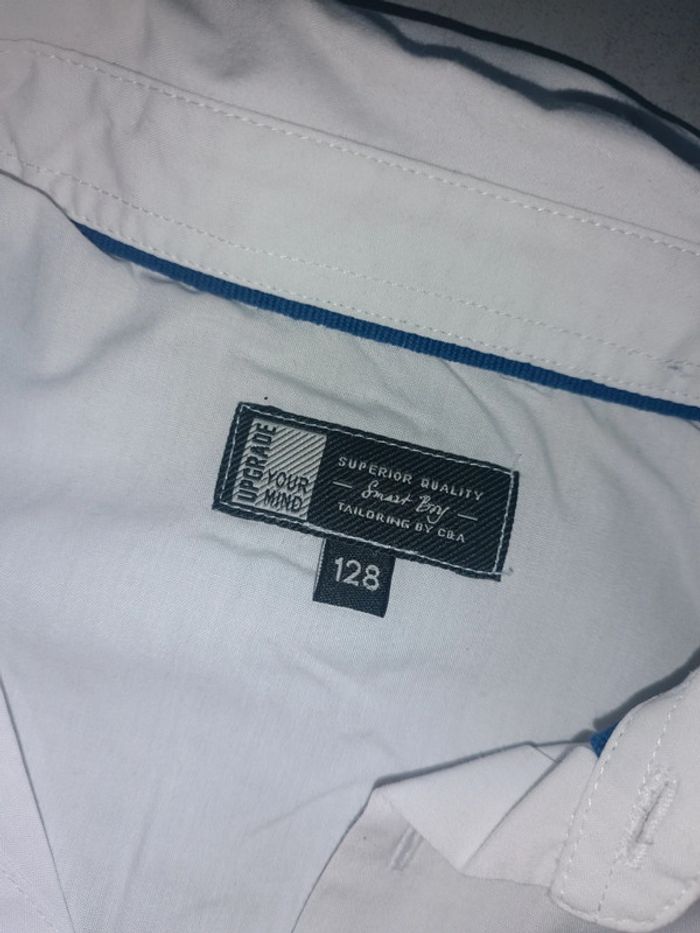 UPGRADE
YOUR
MIND
SUPERIOR QUALITY
Smart Boy
TAILORING BY C&A
128